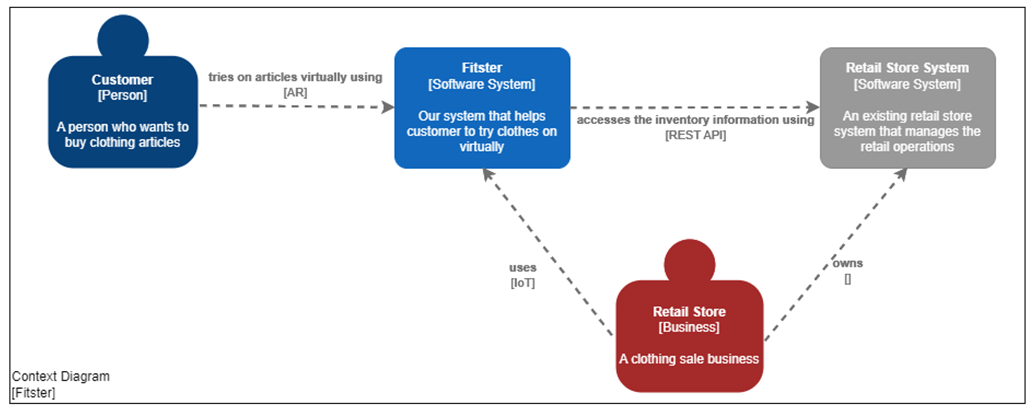 Customer
[Person]
A person who wants to
buy clothing articles
tries on articles virtually using
[AR]
Fitster
[Software System]
Our system that helps
customer to try clothes on
virtually
accesses the inventory information using
[REST API]
Retail Store System
[Software System]
An existing retail store
system that manages the
retail operations
uses
[IoT]
owns
[]
Retail Store
[Business]
A clothing sale business
Context Diagram
[Fitster]